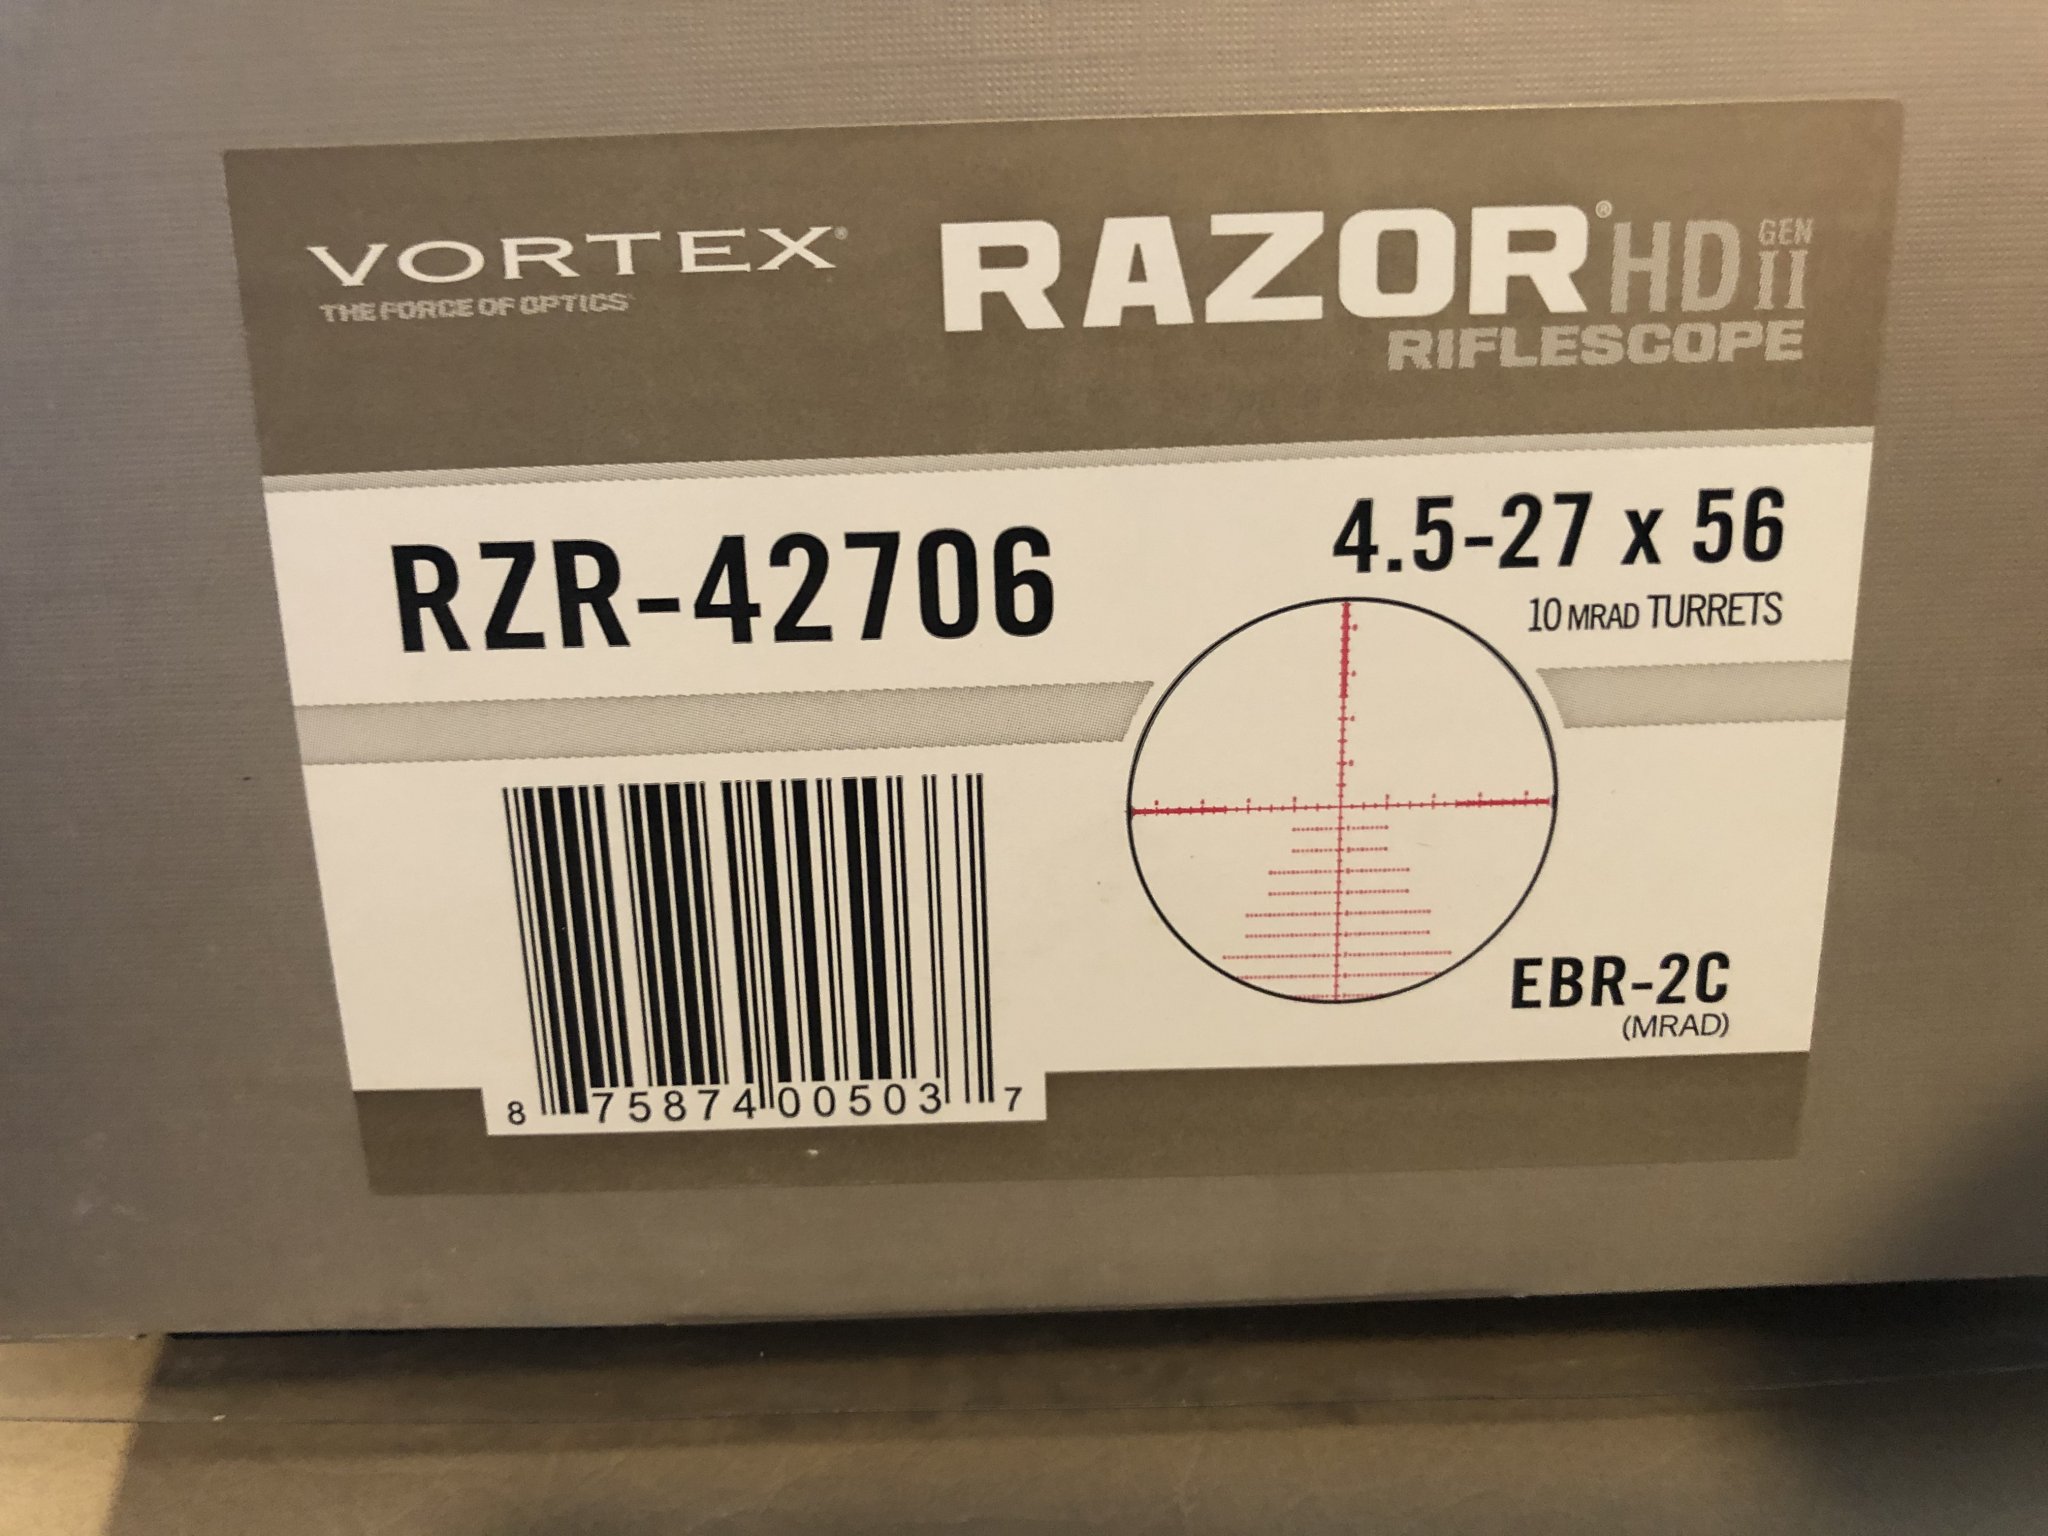 VORTEX®
THE FORCE OF OPTICS
RAZOR® HD GEN II
RIFLESCOPE
RZR-42706
4.5-27 x 56
10 MRAD TURRETS
EBR-2C
(MRAD)
8 75874 00503 7